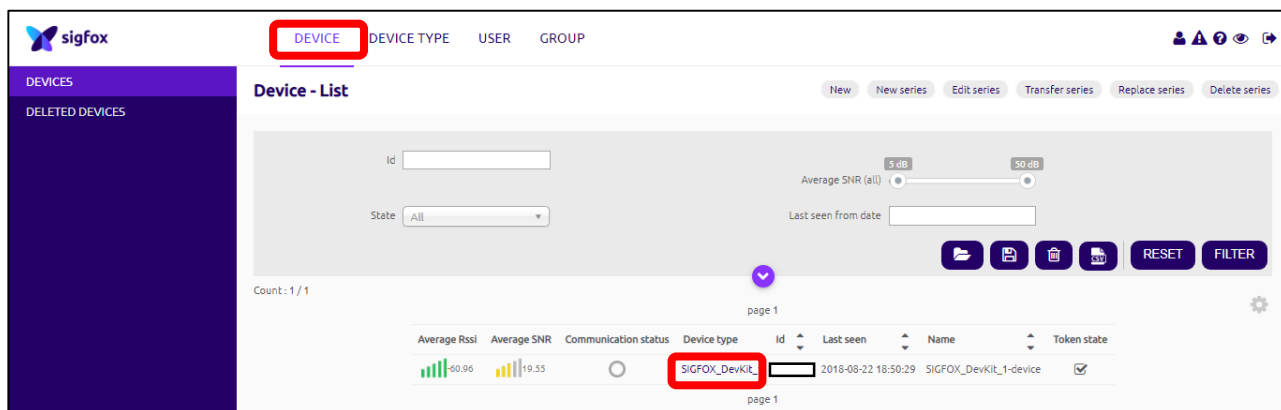 sigfox DEVICE DEVICE TYPE USER GROUP
DEVICES
DELETED DEVICES
Device - List New New series Edit series Transfer series Replace series Delete series
Id 5 dB 50 dB
Average SNR (all)
State All Last seen from date
CSV RESET FILTER
Count : 1 / 1
page 1
Average Rssi Average SNR Communication status Device type Id Last seen Name Token state
-60.96 19.55 SIGFOX_DevKit_ 2018-08-22 18:50:29 SIGFOX_DevKit_1-device
page 1